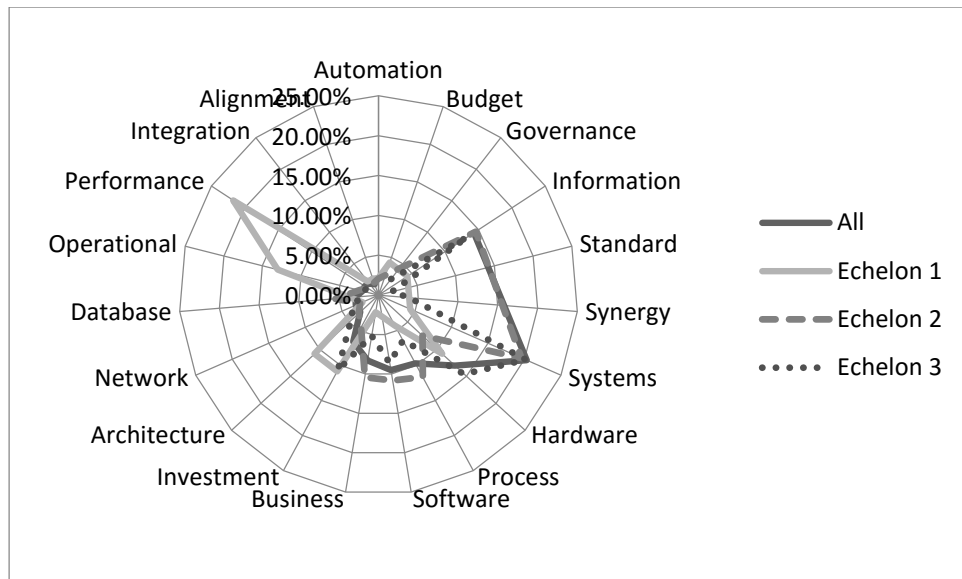 Automation
Alignment
25.00%
Budget
Integration
20.00%
Governance
Performance
15.00%
Information
10.00%
Operational
5.00%
Standard
0.00%
Database
Synergy
Network
Systems
Architecture
Hardware
Investment
Process
Business
Software
All
Echelon 1
Echelon 2
Echelon 3